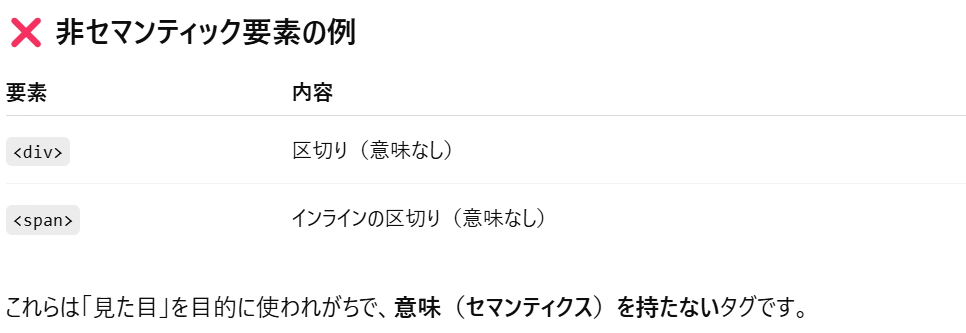 ❌ 非セマンティック要素の例
要素 内容
<div> 区切り（意味なし）
<span> インラインの区切り（意味なし）
これらは「見た目」を目的に使われがちで、意味（セマンティクス）を持たないタグです。